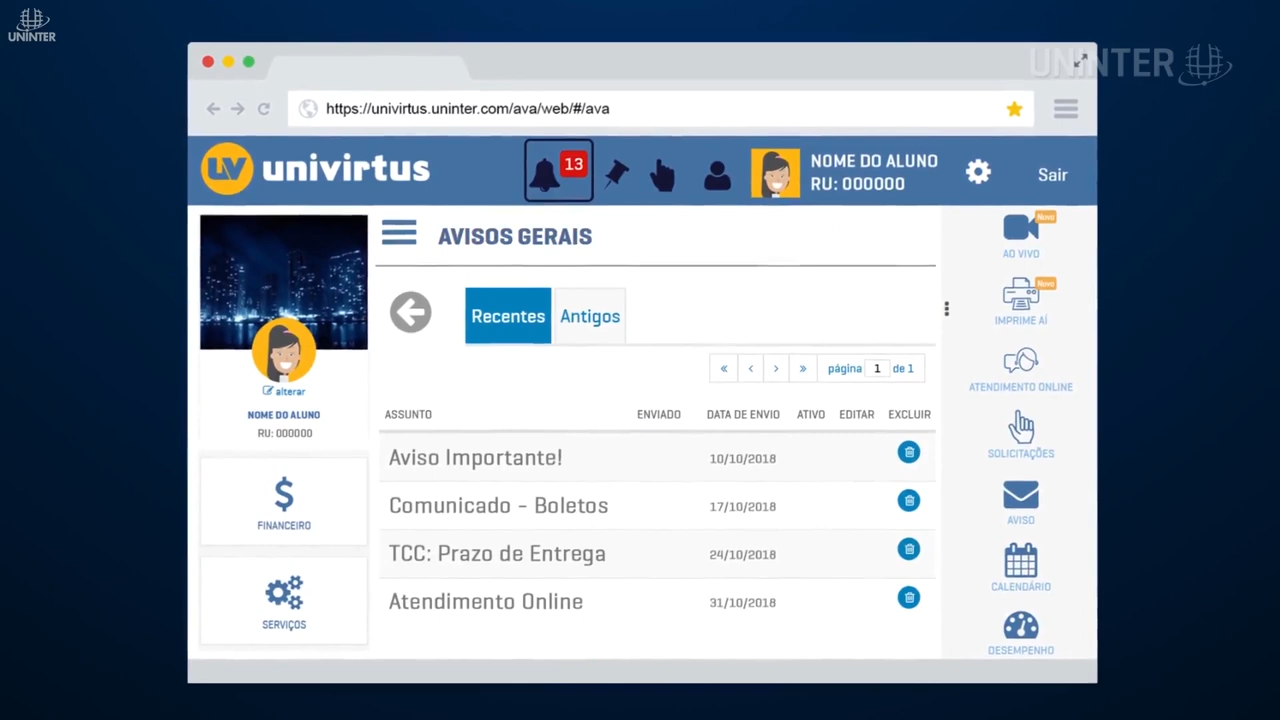 UNINTER
UNINTER
https://univirtus.uninter.com/ava/web/#/ava
UV univirtus
13
NOME DO ALUNO
RU: 000000
Sair
alterar
NOME DO ALUNO
RU: 000000
FINANCEIRO
SERVIÇOS
AVISOS GERAIS
Recentes Antigos
« ‹ › » página 1 de 1
ASSUNTO ENVIADO DATA DE ENVIO ATIVO EDITAR EXCLUIR
Aviso Importante! 10/10/2018
Comunicado - Boletos 17/10/2018
TCC: Prazo de Entrega 24/10/2018
Atendimento Online 31/10/2018
Novo
AO VIVO
Novo
IMPRIME AÍ
ATENDIMENTO ONLINE
SOLICITAÇÕES
AVISO
CALENDÁRIO
DESEMPENHO